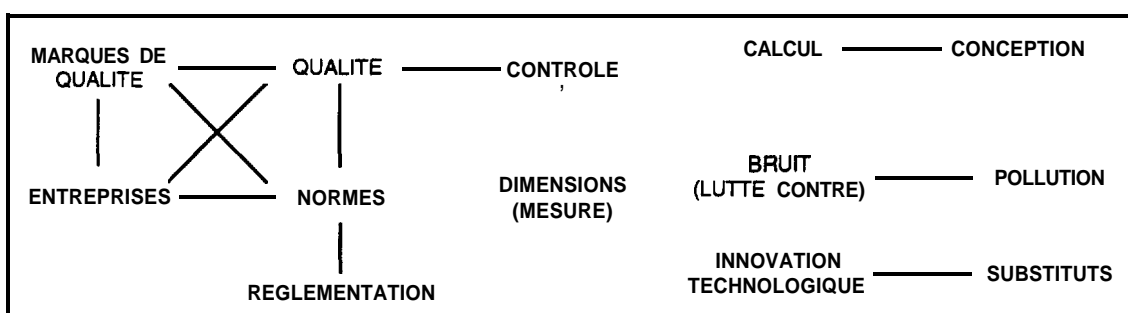 MARQUES DE
QUALITE
QUALITE
CONTROLE
CALCUL
CONCEPTION
ENTREPRISES
NORMES
DIMENSIONS
(MESURE)
BRUIT
(LUTTE CONTRE)
POLLUTION
REGLEMENTATION
INNOVATION
TECHNOLOGIQUE
SUBSTITUTS